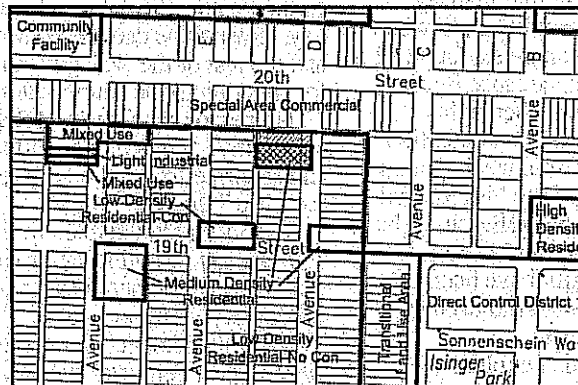 Community
Facility
E
D
C
B
20th
Street
Special Area Commercial
Mixed Use
Light Industrial
Mixed Use
Low Density
Residential-Con
Avenue
Avenue
High
Densi
Reside
19th
Street
Medium Density
Residential
Avenue
Avenue
Avenue
Low Density
Residential-No Con
Transitional
Land Use Area
Direct Control District
Sonnenschein Wa
Isinger
Park